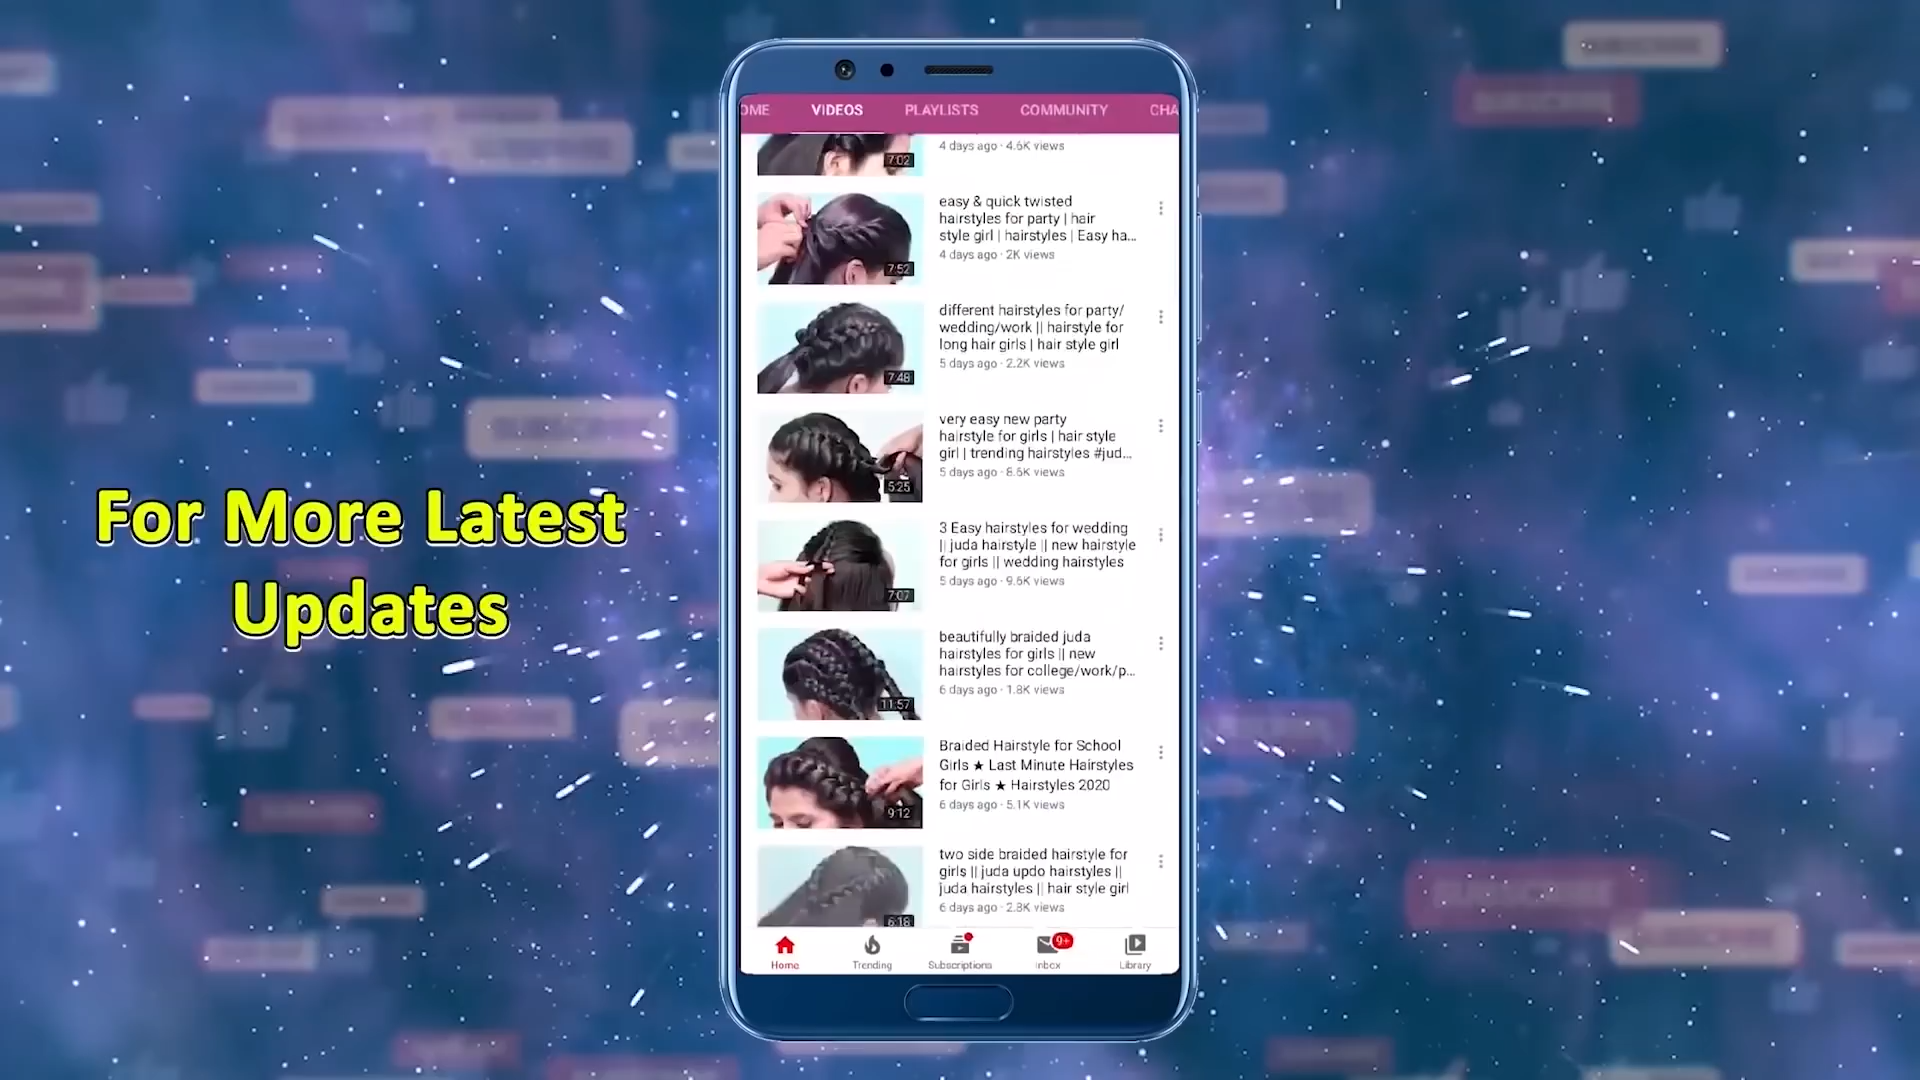 OME VIDEOS PLAYLISTS COMMUNITY CHA
7:02
4 days ago · 4.6K views
easy & quick twisted
hairstyles for party | hair
style girl | hairstyles | Easy ha...
4 days ago · 2K views
7:52
different hairstyles for party/
wedding/work || hairstyle for
long hair girls | hair style girl
5 days ago · 2.2K views
7:48
very easy new party
hairstyle for girls | hair style
girl | trending hairstyles #jud...
5 days ago · 8.6K views
5:25
3 Easy hairstyles for wedding
|| juda hairstyle || new hairstyle
for girls || wedding hairstyles
5 days ago · 9.6K views
7:07
beautifully braided juda
hairstyles for girls || new
hairstyles for college/work/p...
6 days ago · 1.8K views
11:57
Braided Hairstyle for School
Girls ★ Last Minute Hairstyles
for Girls ★ Hairstyles 2020
6 days ago · 5.1K views
9:12
two side braided hairstyle for
girls || juda updo hairstyles ||
juda hairstyles || hair style girl
6 days ago · 2.8K views
6:18
9+
Home Trending Subscriptions Inbox Library
For More Latest
Updates